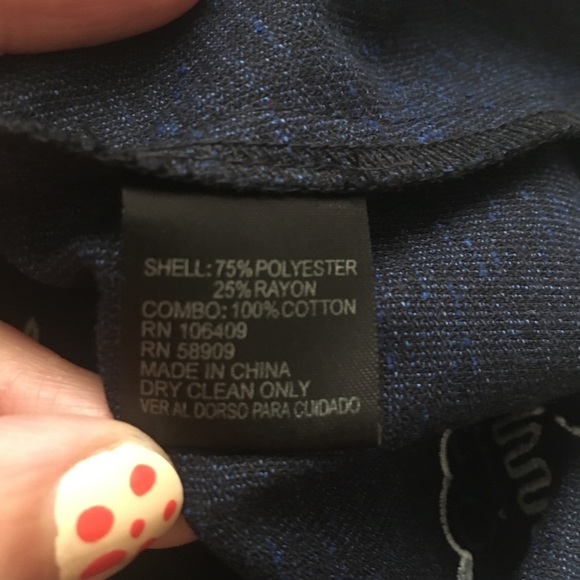 SHELL: 75% POLYESTER
25% RAYON
COMBO: 100% COTTON
RN 106409
RN 58909
MADE IN CHINA
DRY CLEAN ONLY
VER AL DORSO PARA CUIDADO